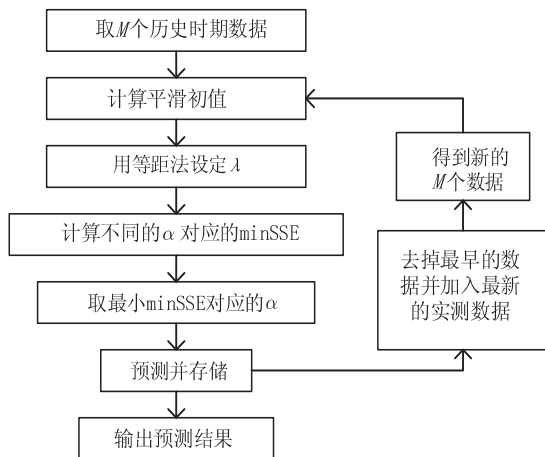 取M个历史时期数据
计算平滑初值
用等距法设定λ
计算不同的α对应的minSSE
取最小minSSE对应的α
预测并存储
输出预测结果
得到新的
M个数据
去掉最早的数
据并加入最新
的实测数据